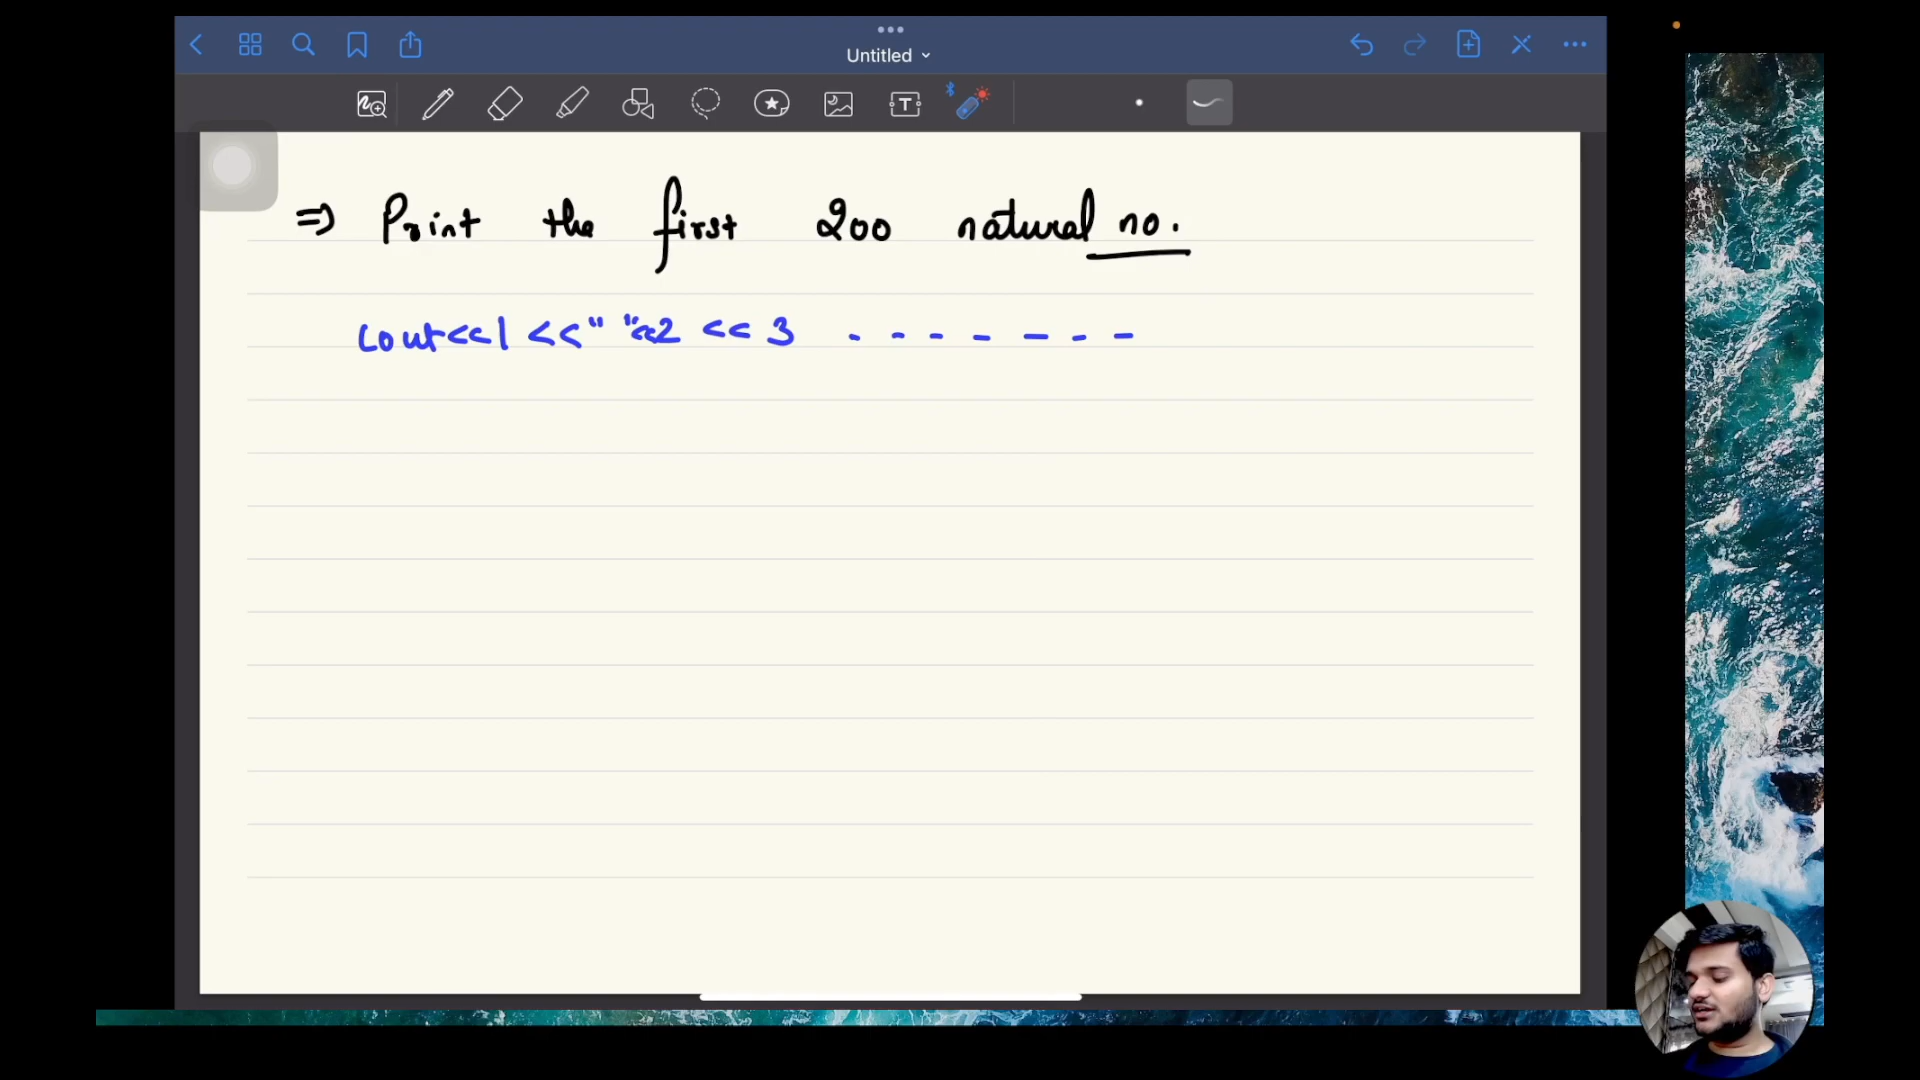 Untitled
T
=> Print the first 200 natural no.
cout<<1 <<" "<<2 << 3 - - - - - - -